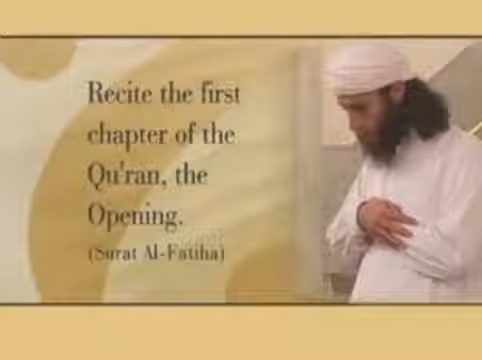 Recite the first
chapter of the
Qu'ran, the
Opening.
(Surat Al-Fatiha)